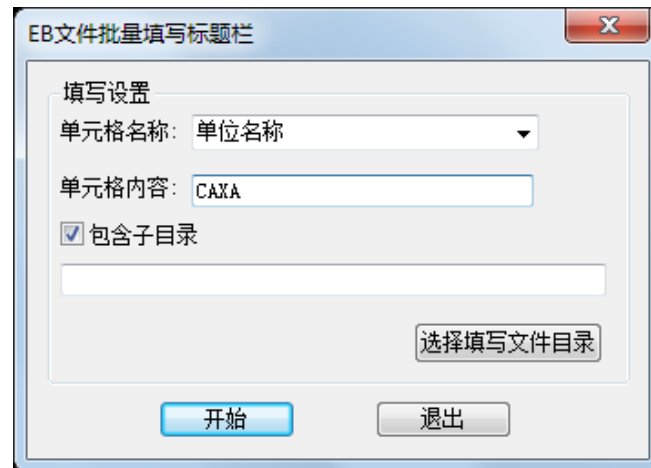 EB文件批量填写标题栏
填写设置
单元格名称: 单位名称
单元格内容: CAXA
包含子目录
选择填写文件目录
开始 退出